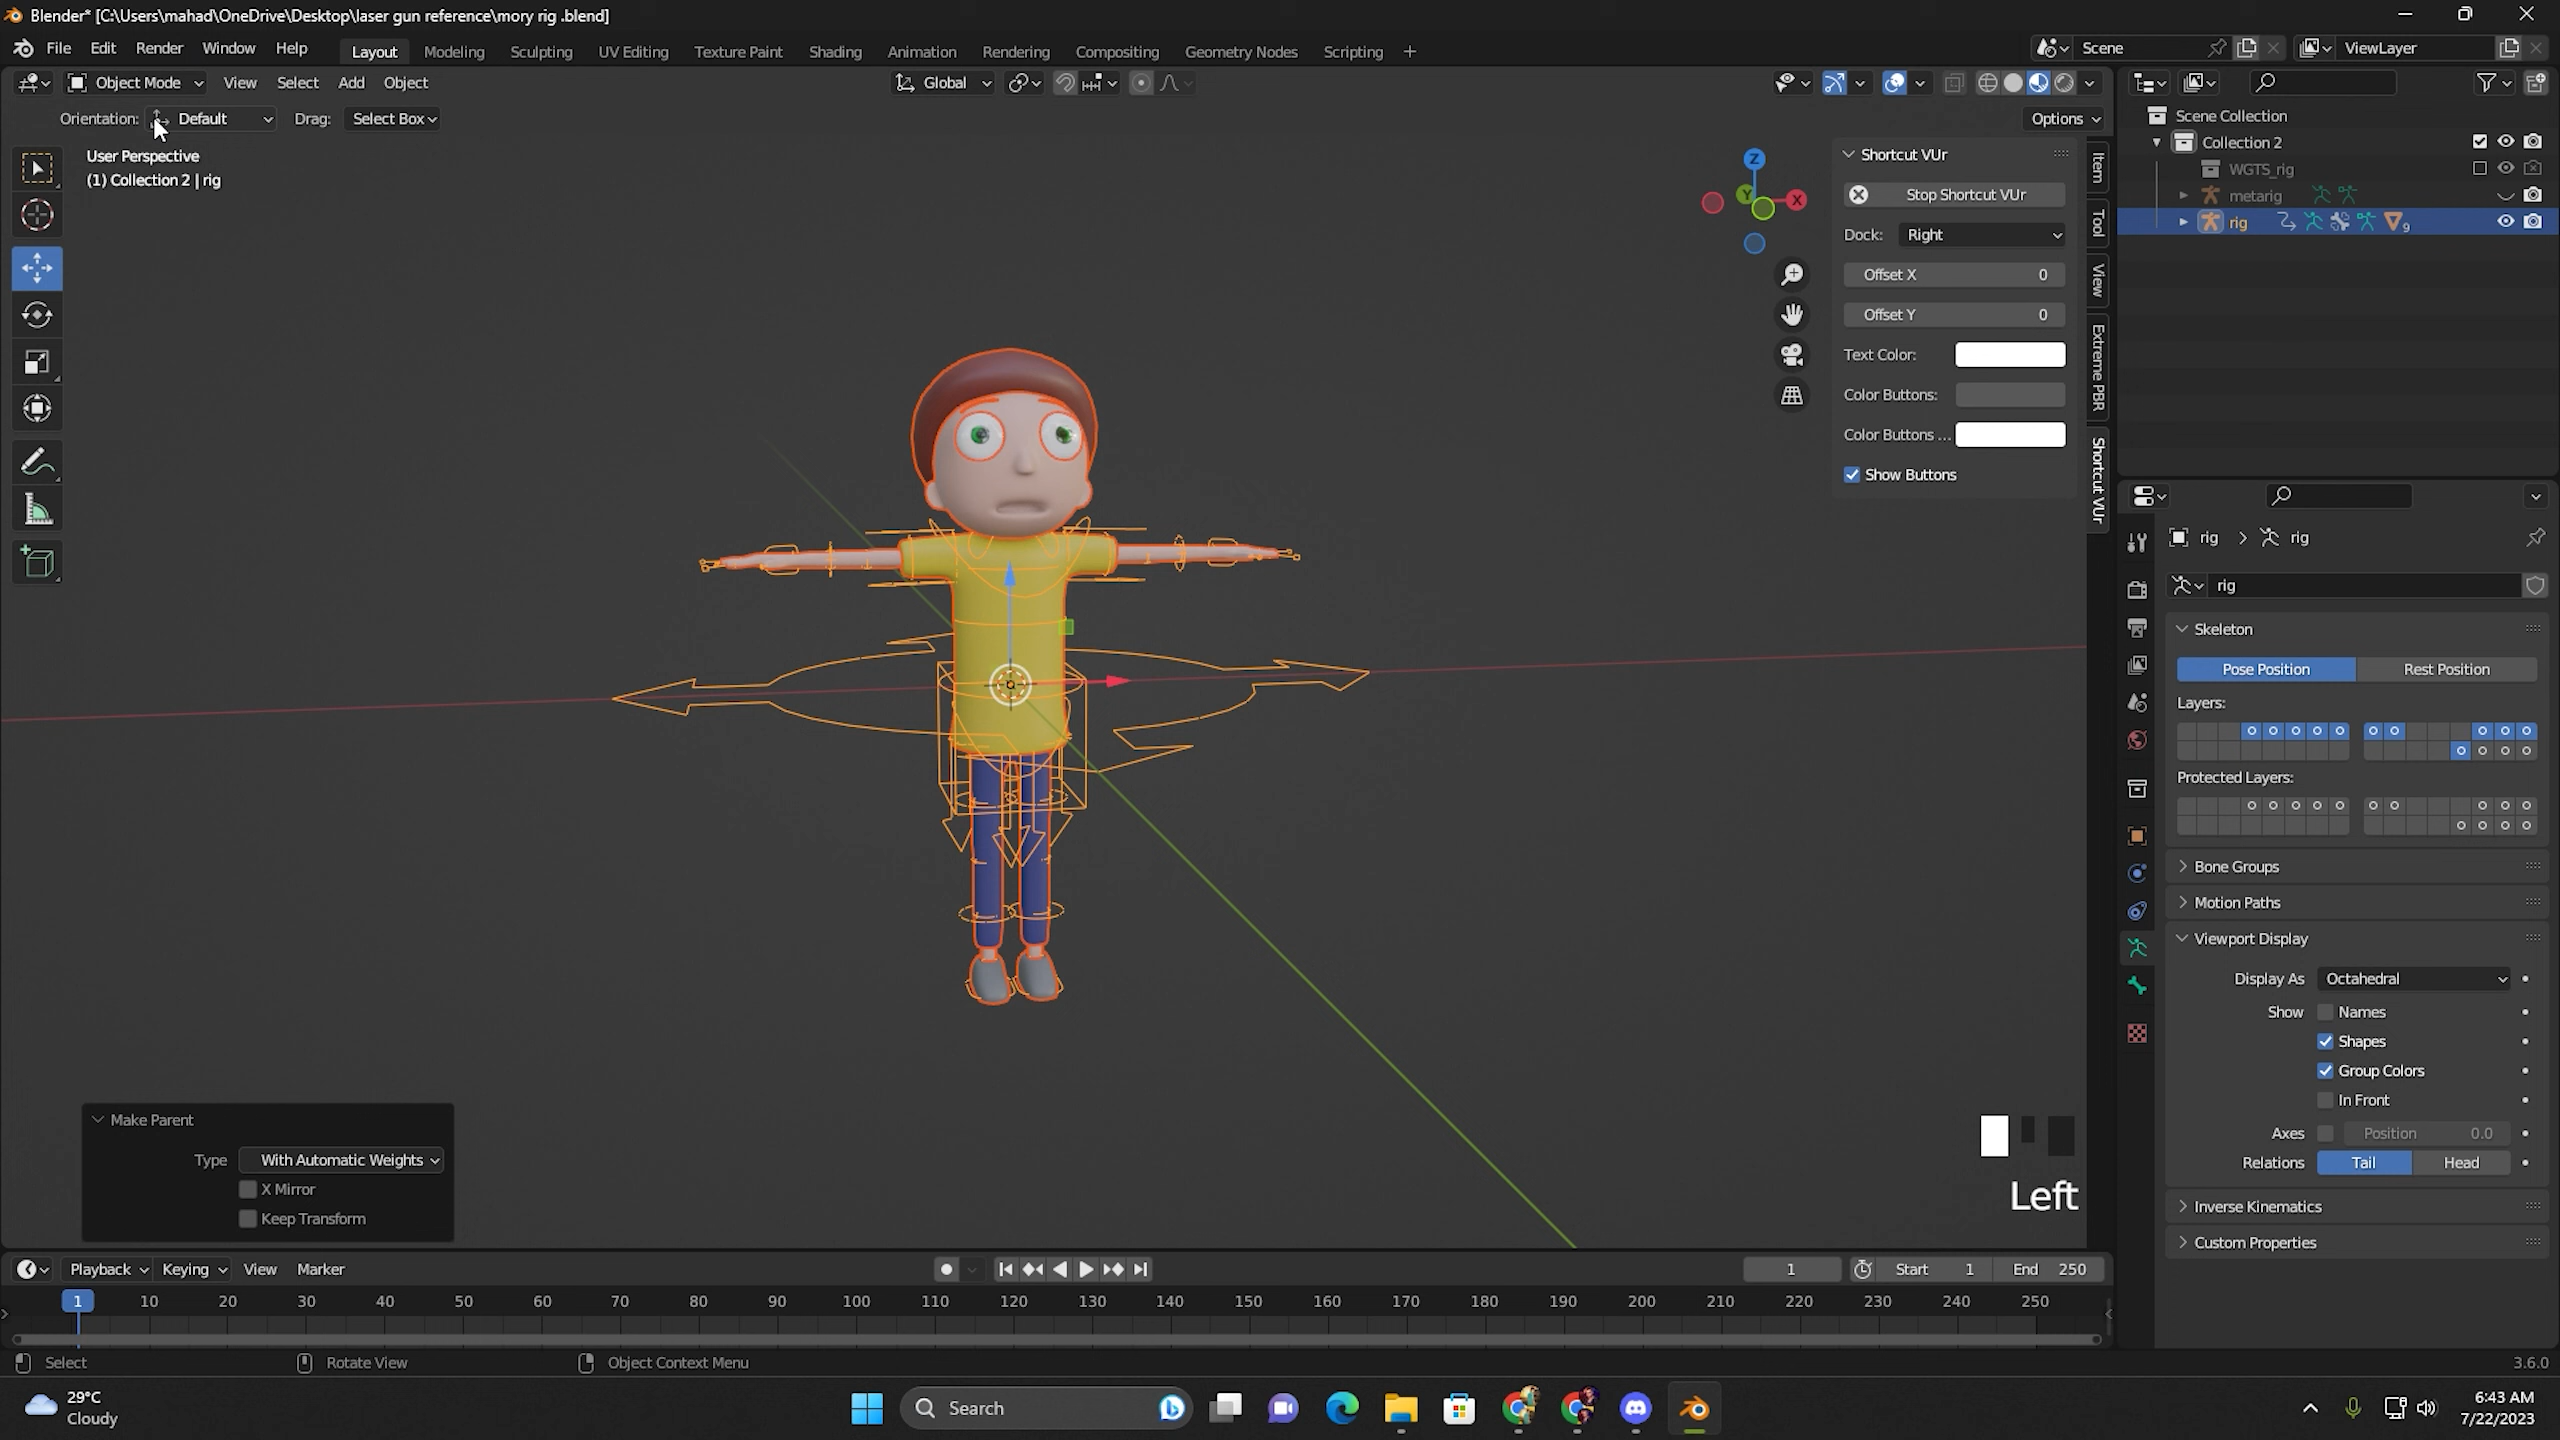 Blender* [C:\Users\mahad\OneDrive\Desktop\laser gun reference\mory rig .blend]
File Edit Render Window Help Layout Modeling Sculpting UV Editing Texture Paint Shading Animation Rendering Compositing Geometry Nodes Scripting + Scene ViewLayer
Object Mode View Select Add Object Global
Orientation: Default Drag: Select Box Options
User Perspective
(1) Collection 2 | rig
Z
Y
X
Shortcut VUr
Stop Shortcut VUr
Dock: Right
Offset X 0
Offset Y 0
Text Color:
Color Buttons:
Color Buttons ...
Show Buttons
Item
Tool
View
Extreme PBR
Shortcut VUr
Scene Collection
Collection 2
WGTS_rig
metarig
rig 9
rig > rig
rig
Skeleton
Pose Position Rest Position
Layers:
Protected Layers:
Bone Groups
Motion Paths
Viewport Display
Display As Octahedral
Show Names
Shapes
Group Colors
In Front
Axes Position 0.0
Relations Tail Head
Inverse Kinematics
Custom Properties
Make Parent
Type With Automatic Weights
X Mirror
Keep Transform
Left
Playback Keying View Marker 1 Start 1 End 250
1 10 20 30 40 50 60 70 80 90 100 110 120 130 140 150 160 170 180 190 200 210 220 230 240 250
Select Rotate View Object Context Menu 3.6.0
29°C
Cloudy
Search
6:43 AM
7/22/2023